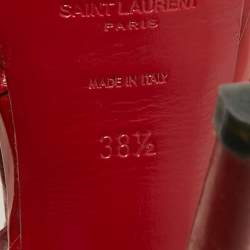 SAINT LAURENT
PARIS
MADE IN ITALY
38½